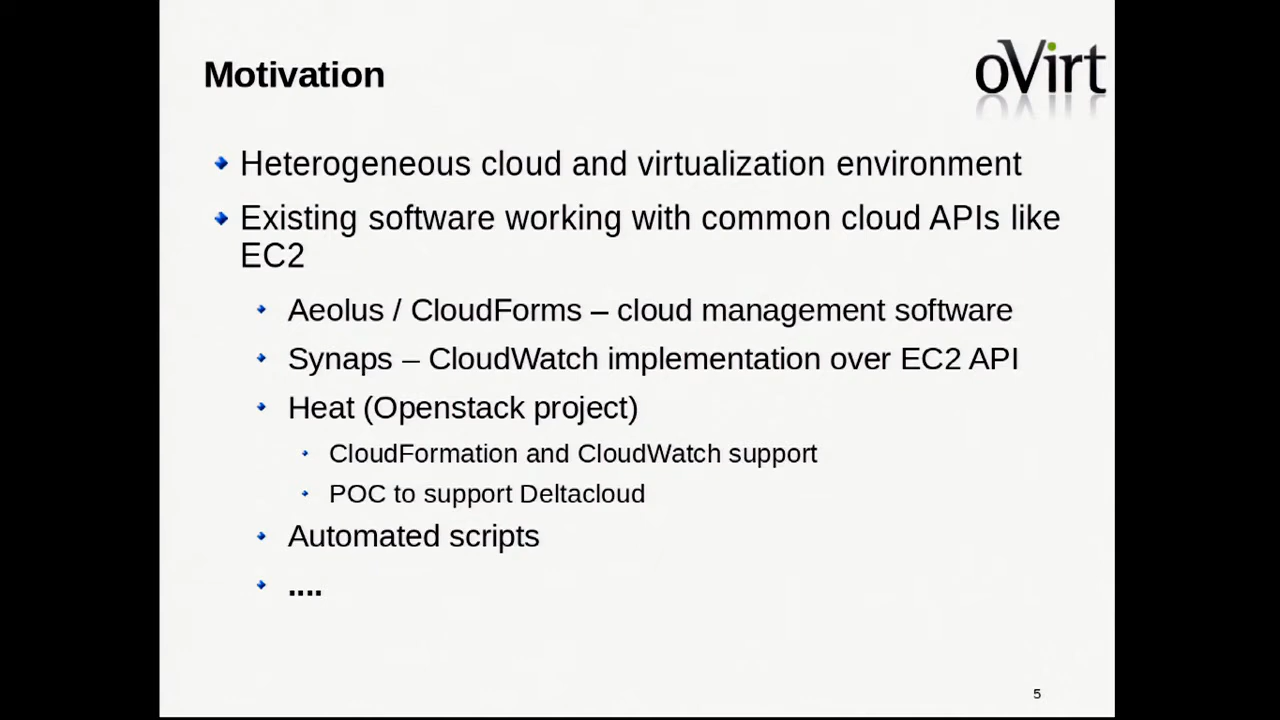 Motivation
oVirt
Heterogeneous cloud and virtualization environment
Existing software working with common cloud APIs like
EC2
Aeolus / CloudForms – cloud management software
Synaps – CloudWatch implementation over EC2 API
Heat (Openstack project)
CloudFormation and CloudWatch support
POC to support Deltacloud
Automated scripts
....
5